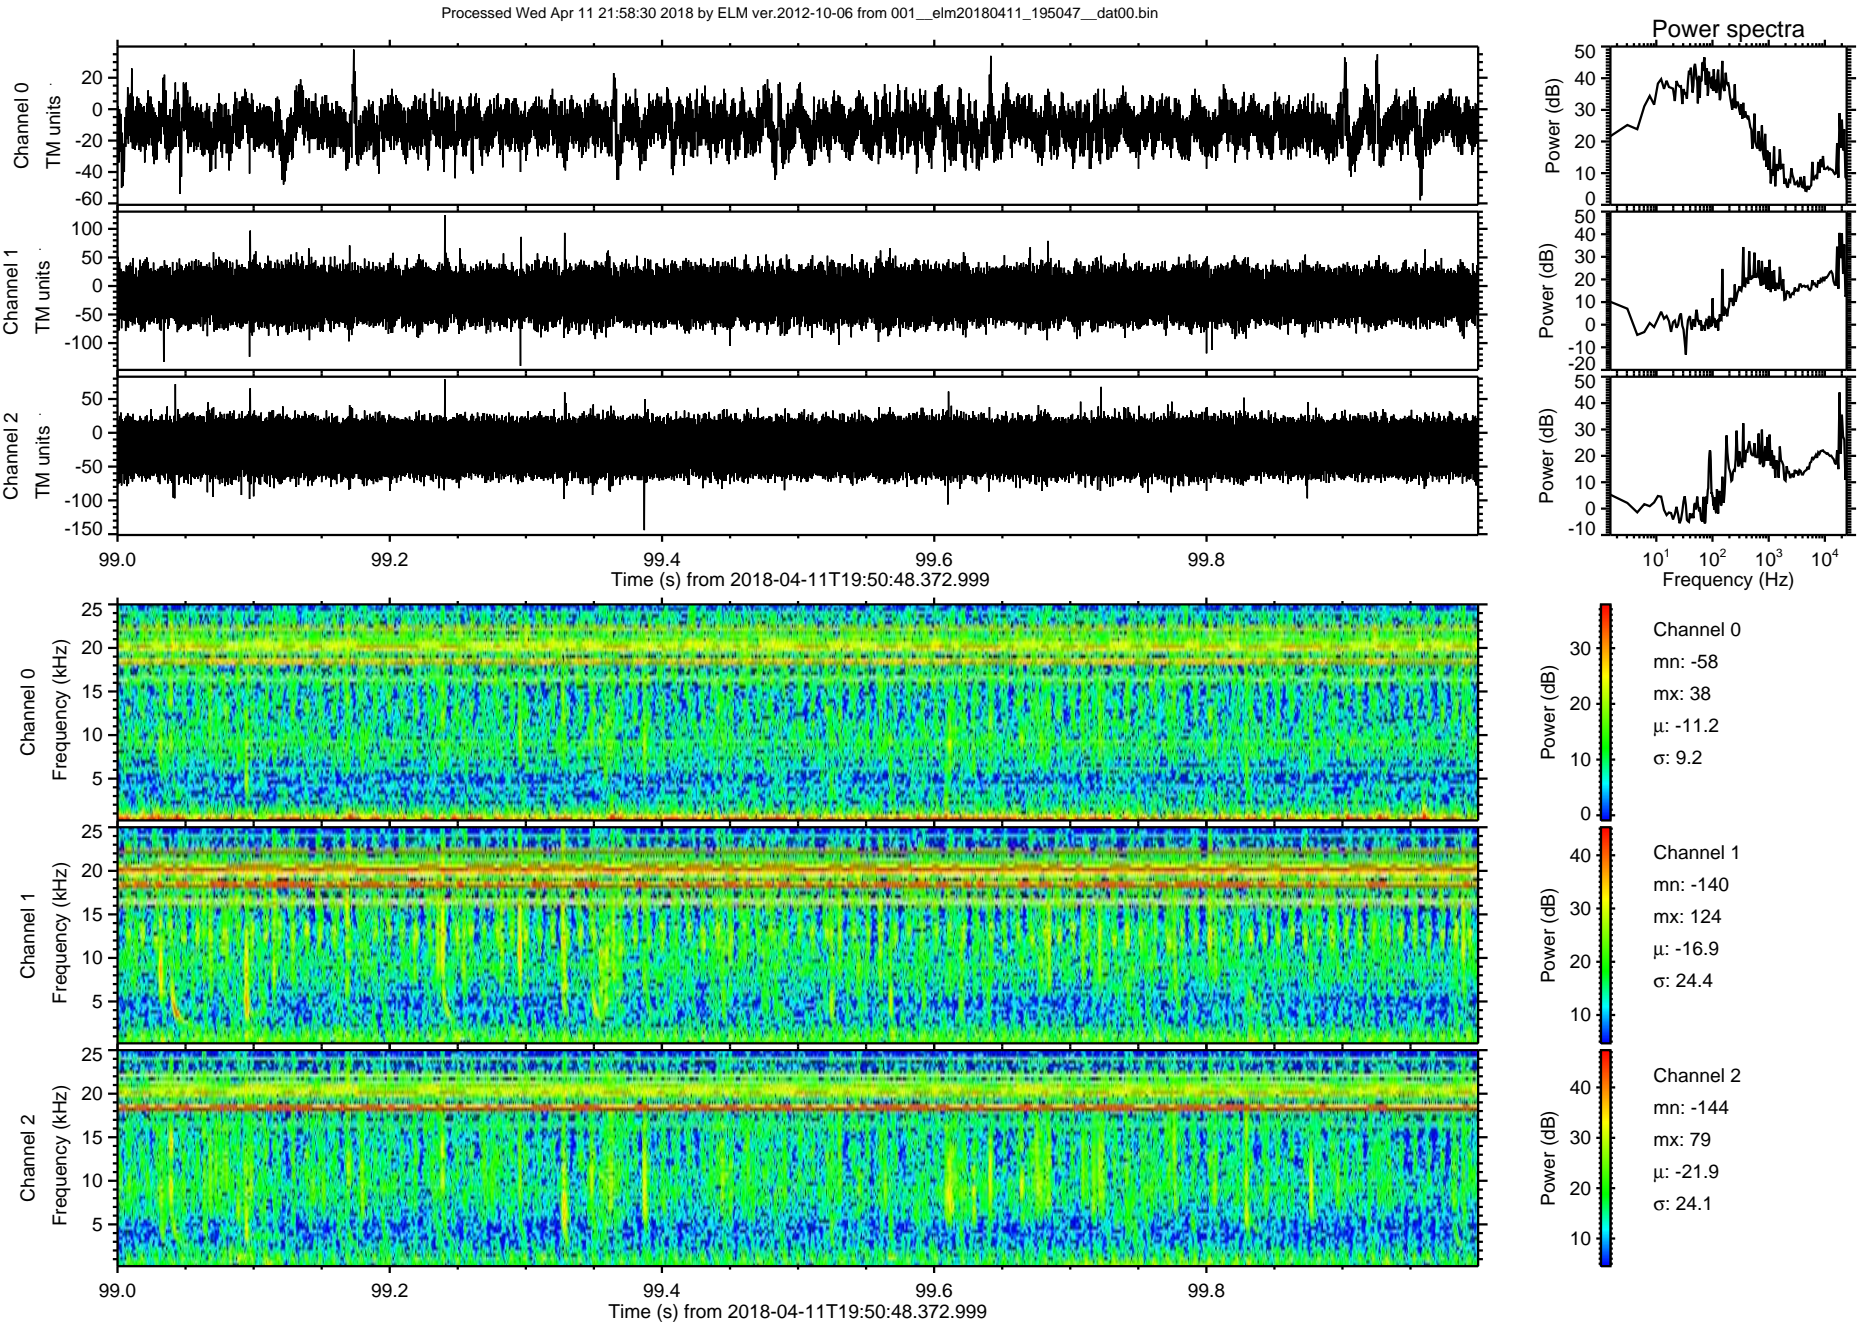 Processed Wed Apr 11 21:58:30 2018 by ELM ver.2012-10-06 from 001__elm20180411_195047__dat00.bin
Power spectra
Channel 0
TM units
20
0
-20
-40
-60
Power (dB)
50
40
30
20
10
0
Channel 1
TM units
100
50
0
-50
-100
Power (dB)
50
40
30
20
10
0
-10
-20
Channel 2
TM units
50
0
-50
-100
-150
Power (dB)
50
40
30
20
10
0
-10
99.0 99.2 99.4 99.6 99.8
Time (s) from 2018-04-11T19:50:48.372.999
10¹ 10² 10³ 10⁴
Frequency (Hz)
Channel 0
Frequency (kHz)
25
20
15
10
5
Power (dB)
30
20
10
0
Channel 0
mn: -58
mx: 38
µ: -11.2
σ: 9.2
Channel 1
Frequency (kHz)
25
20
15
10
5
Power (dB)
40
30
20
10
Channel 1
mn: -140
mx: 124
µ: -16.9
σ: 24.4
Channel 2
Frequency (kHz)
25
20
15
10
5
Power (dB)
40
30
20
10
Channel 2
mn: -144
mx: 79
µ: -21.9
σ: 24.1
99.0 99.2 99.4 99.6 99.8
Time (s) from 2018-04-11T19:50:48.372.999